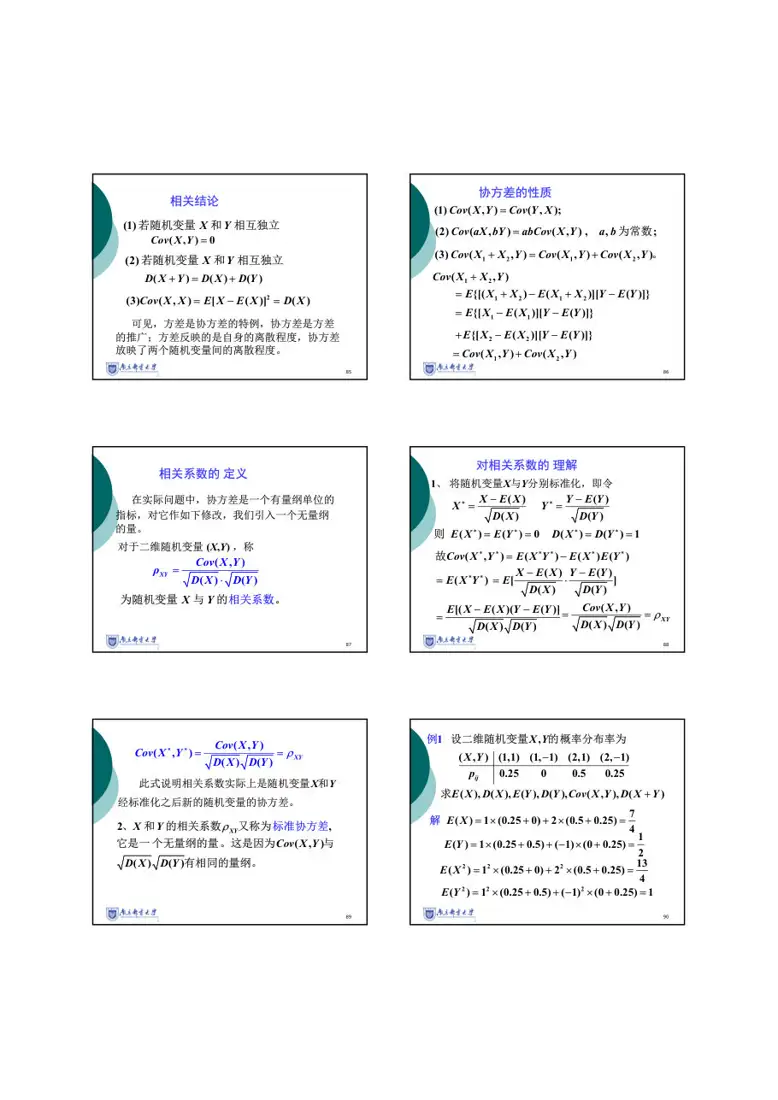 相关结论
(1) 若随机变量 X 和 Y 相互独立
Cov(X,Y) = 0
(2) 若随机变量 X 和 Y 相互独立
D(X + Y) = D(X) + D(Y)
(3)Cov(X, X) = E[X − E(X)]² = D(X)
可见，方差是协方差的特例，协方差是方差
的推广；方差反映的是自身的离散程度，协方差
放映了两个随机变量间的离散程度。
85
协方差的性质
(1) Cov(X,Y) = Cov(Y, X);
(2) Cov(aX,bY) = abCov(X,Y) , a, b 为常数;
(3) Cov(X₁ + X₂,Y) = Cov(X₁,Y) + Cov(X₂,Y)。
Cov(X₁ + X₂,Y)
= E{[(X₁ + X₂) − E(X₁ + X₂)][Y − E(Y)]}
= E{[X₁ − E(X₁)][Y − E(Y)]}
+E{[X₂ − E(X₂)][Y − E(Y)]}
= Cov(X₁,Y) + Cov(X₂,Y)
86
相关系数的 定义
在实际问题中，协方差是一个有量纲单位的
指标，对它作如下修改，我们引入一个无量纲
的量。
对于二维随机变量 (X,Y) ，称
ρ_XY = Cov(X,Y) / √D(X) · √D(Y)
为随机变量 X 与 Y 的相关系数。
87
对相关系数的 理解
1、 将随机变量X与Y分别标准化，即令
X* = (X − E(X)) / √D(X) Y* = (Y − E(Y)) / √D(Y)
则 E(X*) = E(Y*) = 0 D(X*) = D(Y*) = 1
故Cov(X*,Y*) = E(X*Y*) − E(X*)E(Y*)
= E(X*Y*) = E[(X − E(X)) / √D(X) · (Y − E(Y)) / √D(Y)]
= E[(X − E(X)(Y − E(Y)] / √D(X)√D(Y) = Cov(X,Y) / √D(X)√D(Y) = ρ_XY
88
Cov(X*,Y*) = Cov(X,Y) / √D(X)√D(Y) = ρ_XY
此式说明相关系数实际上是随机变量X和Y
经标准化之后新的随机变量的协方差。
2、X 和 Y 的相关系数ρ_XY又称为标准协方差,
它是一个无量纲的量。这是因为Cov(X,Y)与
√D(X)√D(Y)有相同的量纲。
89
例1 设二维随机变量X,Y的概率分布率为
(X,Y) (1,1) (1,−1) (2,1) (2,−1)
p_ij 0.25 0 0.5 0.25
求E(X), D(X), E(Y), D(Y), Cov(X,Y), D(X + Y)
解 E(X) = 1×(0.25 + 0) + 2×(0.5 + 0.25) = 7/4
E(Y) = 1×(0.25 + 0.5) + (−1)×(0 + 0.25) = 1/2
E(X²) = 1²×(0.25 + 0) + 2²×(0.5 + 0.25) = 13/4
E(Y²) = 1²×(0.25 + 0.5) + (−1)²×(0 + 0.25) = 1
90